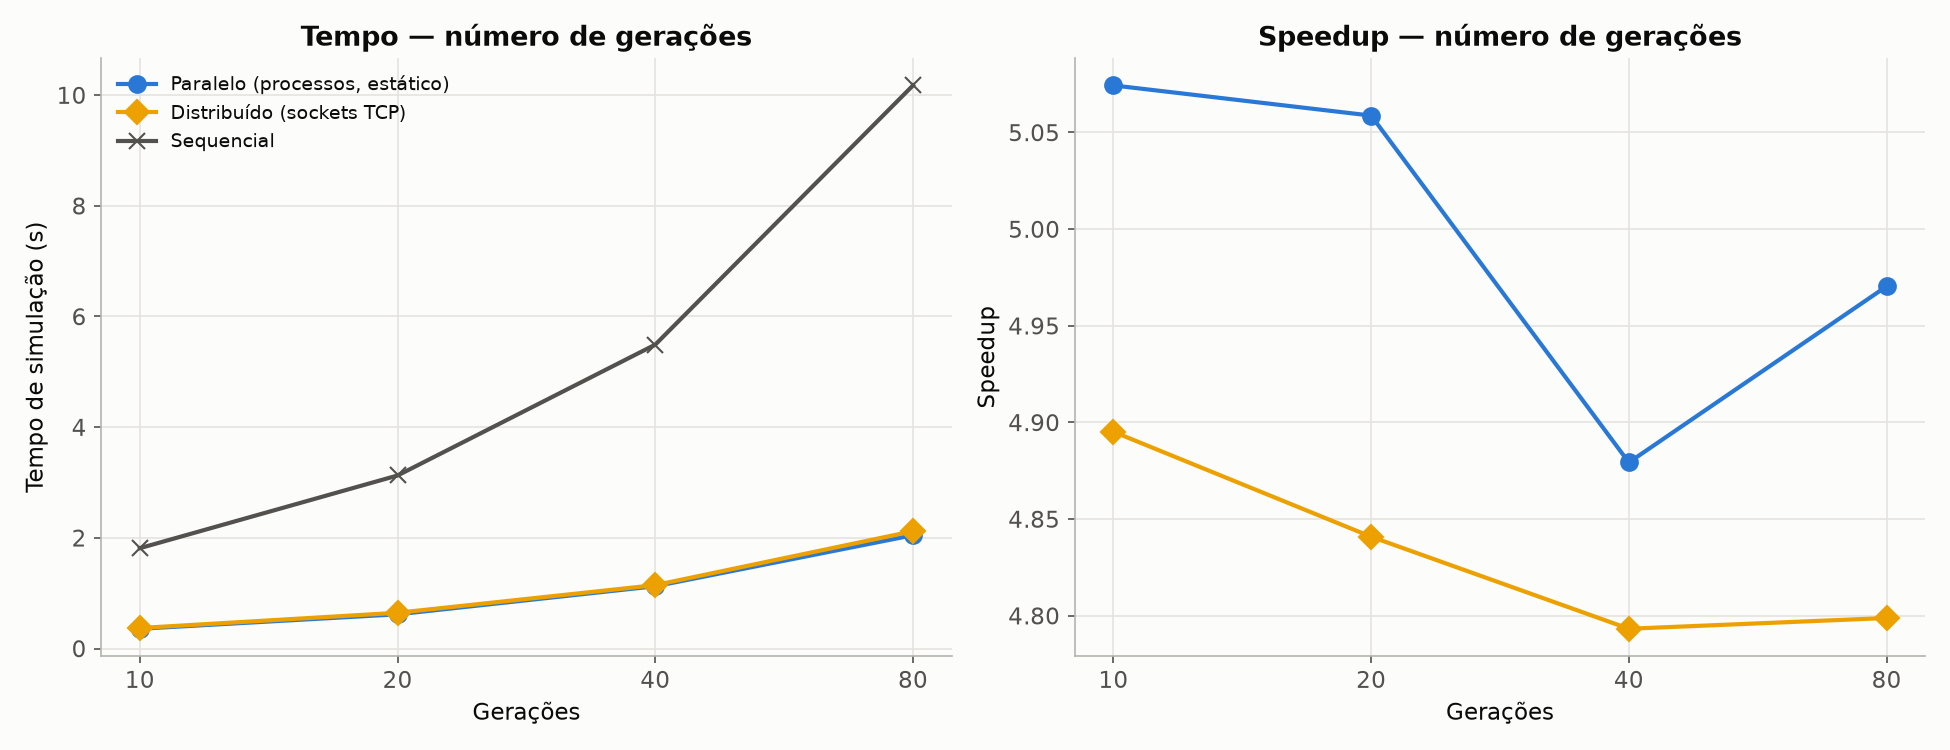 Tempo — número de gerações
Paralelo (processos, estático)
Distribuído (sockets TCP)
Sequencial
10
8
6
4
2
0
Tempo de simulação (s)
10
20
40
80
Gerações
Speedup — número de gerações
5.05
5.00
4.95
4.90
4.85
4.80
Speedup
10
20
40
80
Gerações